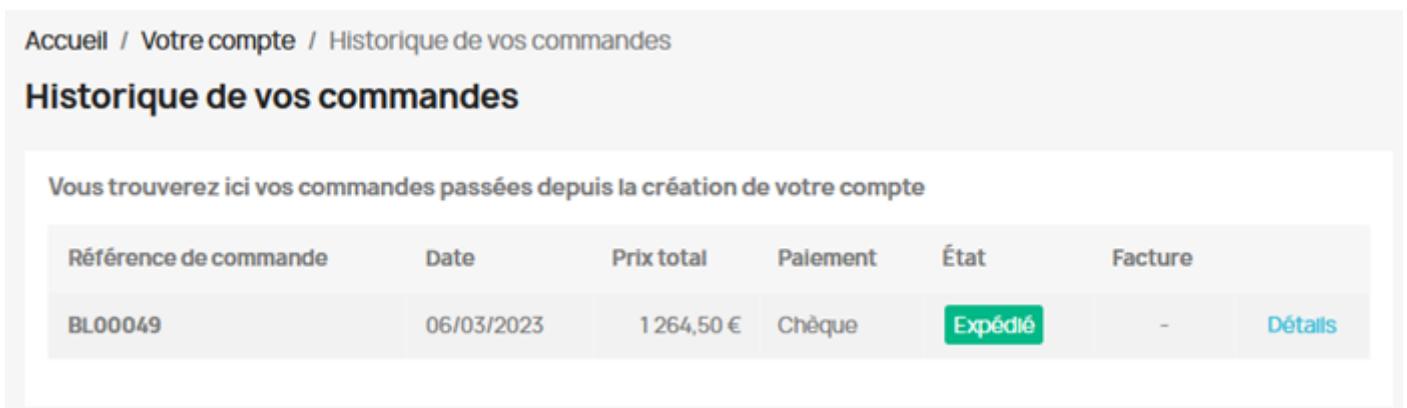 Accueil / Votre compte / Historique de vos commandes
Historique de vos commandes
Vous trouverez ici vos commandes passées depuis la création de votre compte
Référence de commande Date Prix total Paiement État Facture
BL00049 06/03/2023 1 264,50 € Chèque Expédié - Détails